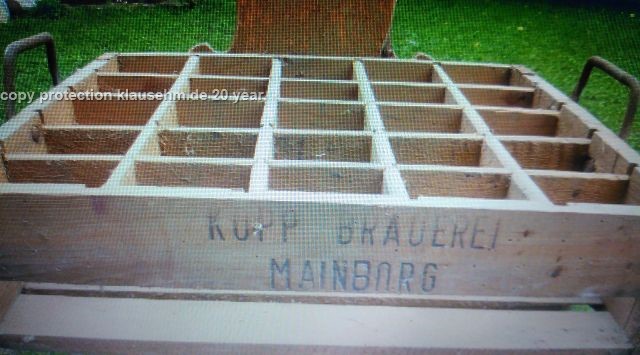 copy protection klausehm.de 20 year
KOPP BRAUEREI
MAINBURG